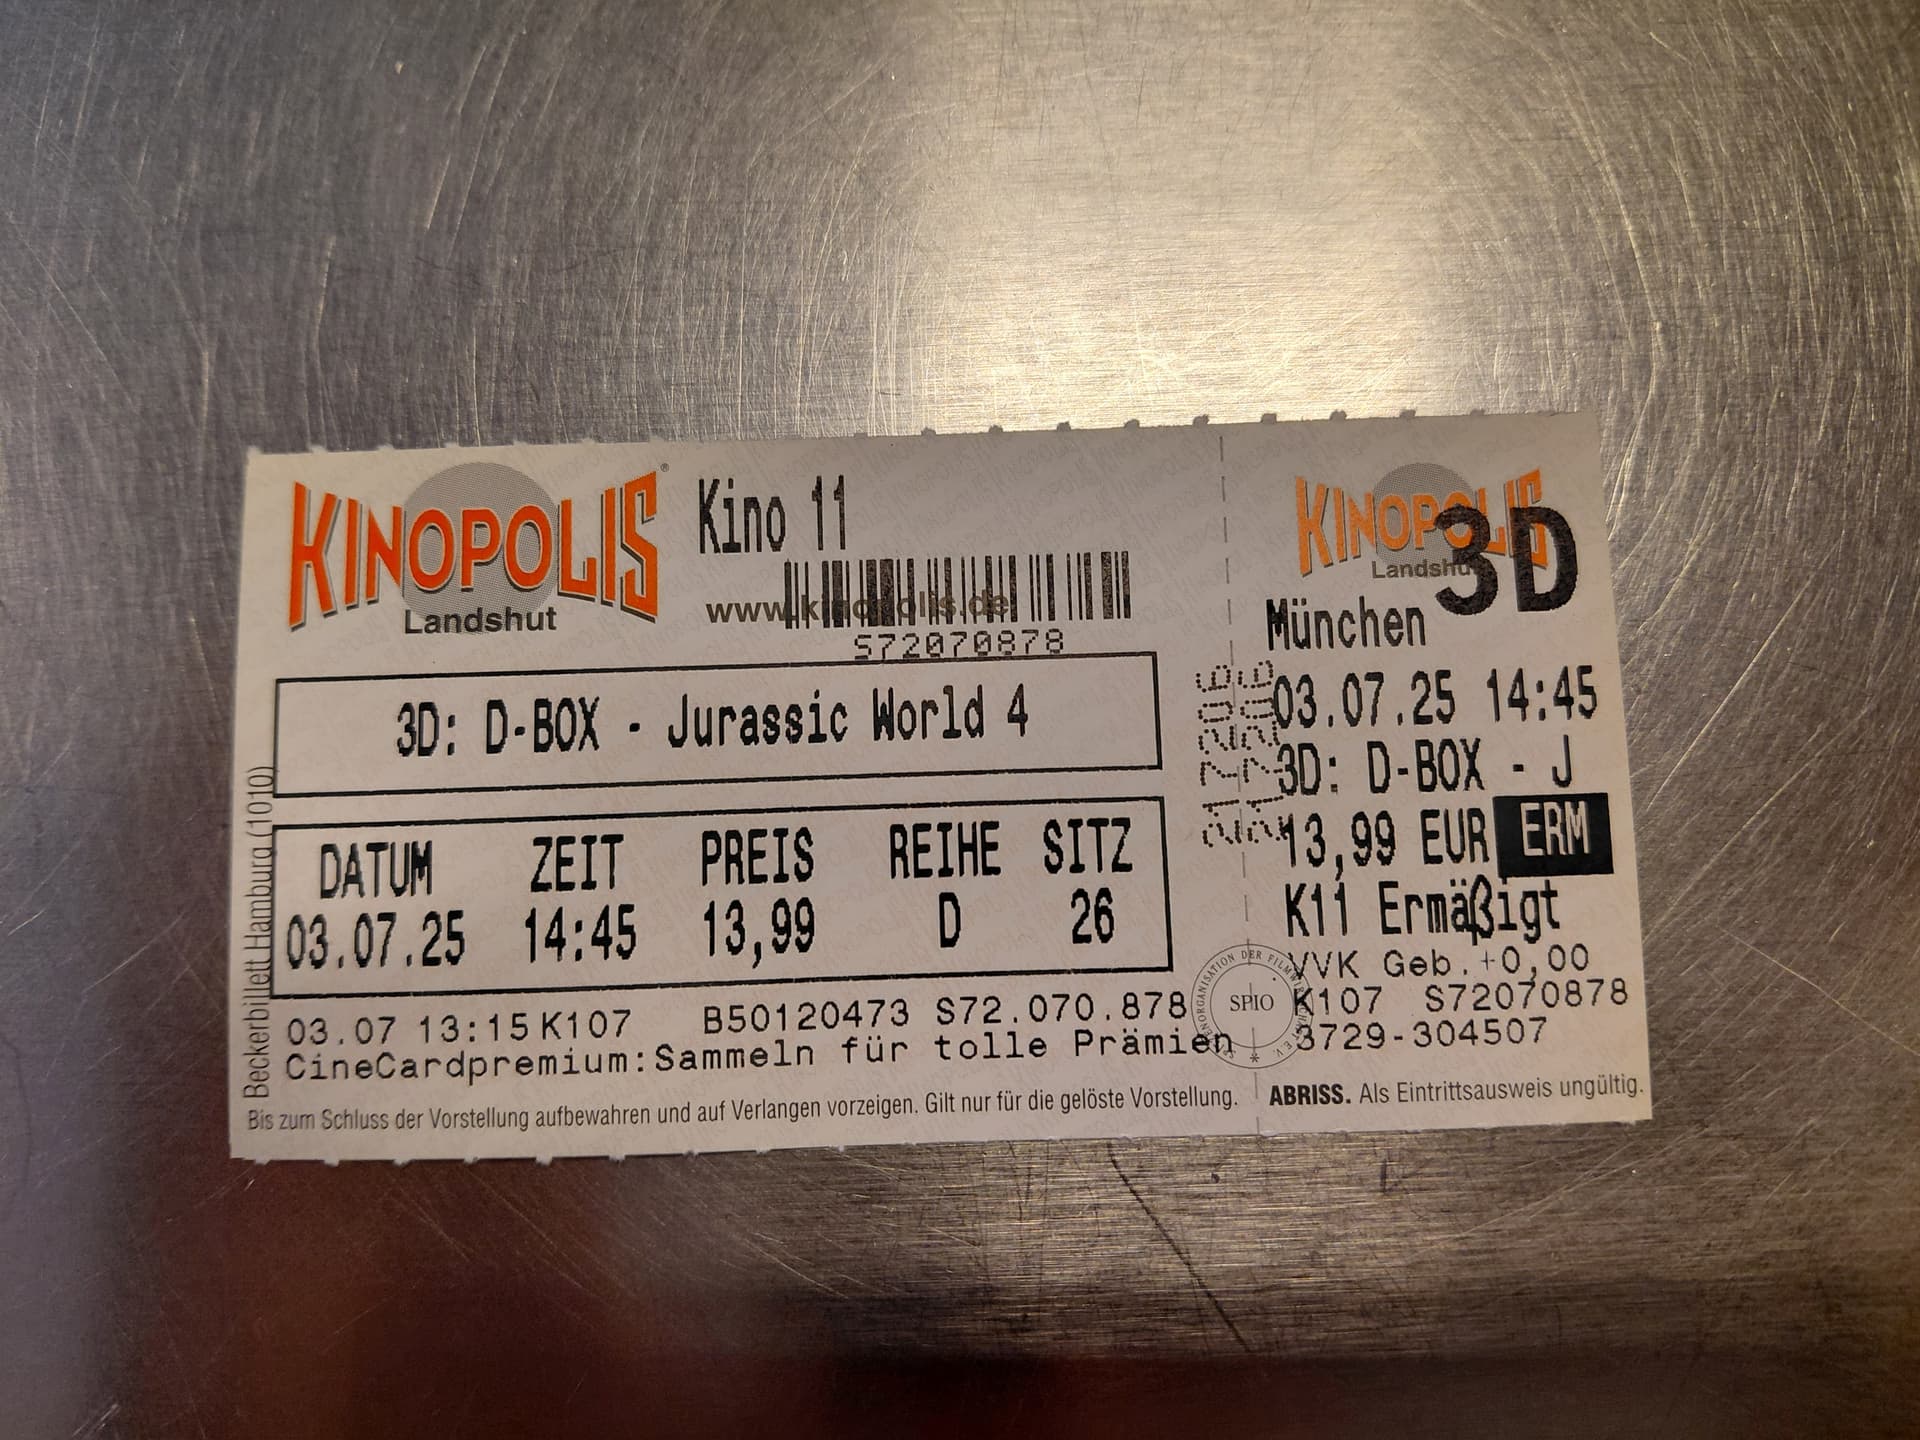 KINOPOLIS®
Landshut
Kino 11
www.kinopolis.de
S72070878
3D: D-BOX - Jurassic World 4
DATUM ZEIT PREIS REIHE SITZ
03.07.25 14:45 13,99 D 26
03.07 13:15 K107 B50120473 S72.070.878
CineCardpremium:Sammeln für tolle Prämien
Bis zum Schluss der Vorstellung aufbewahren und auf Verlangen vorzeigen. Gilt nur für die gelöste Vorstellung.
Beckerbillett Hamburg (1010)
KINOPOLIS
Landshut
3D
München
03.07.25 14:45
3D: D-BOX - J
13,99 EUR ERM
K11 Ermäßigt
VVK Geb.+0,00
K107 S72070878
3729-304507
SPIO
ABRISS. Als Eintrittsausweis ungültig.